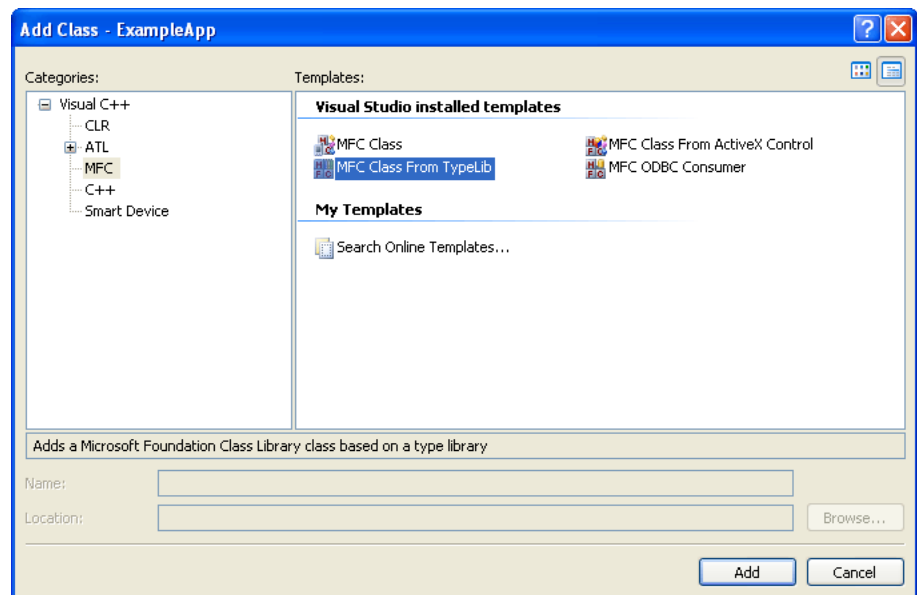 Add Class - ExampleApp
Categories:
Templates:
Visual C++
CLR
ATL
MFC
C++
Smart Device
Visual Studio installed templates
MFC Class
MFC Class From ActiveX Control
MFC Class From TypeLib
MFC ODBC Consumer
My Templates
Search Online Templates...
Adds a Microsoft Foundation Class Library class based on a type library
Name:
Location:
Browse...
Add
Cancel